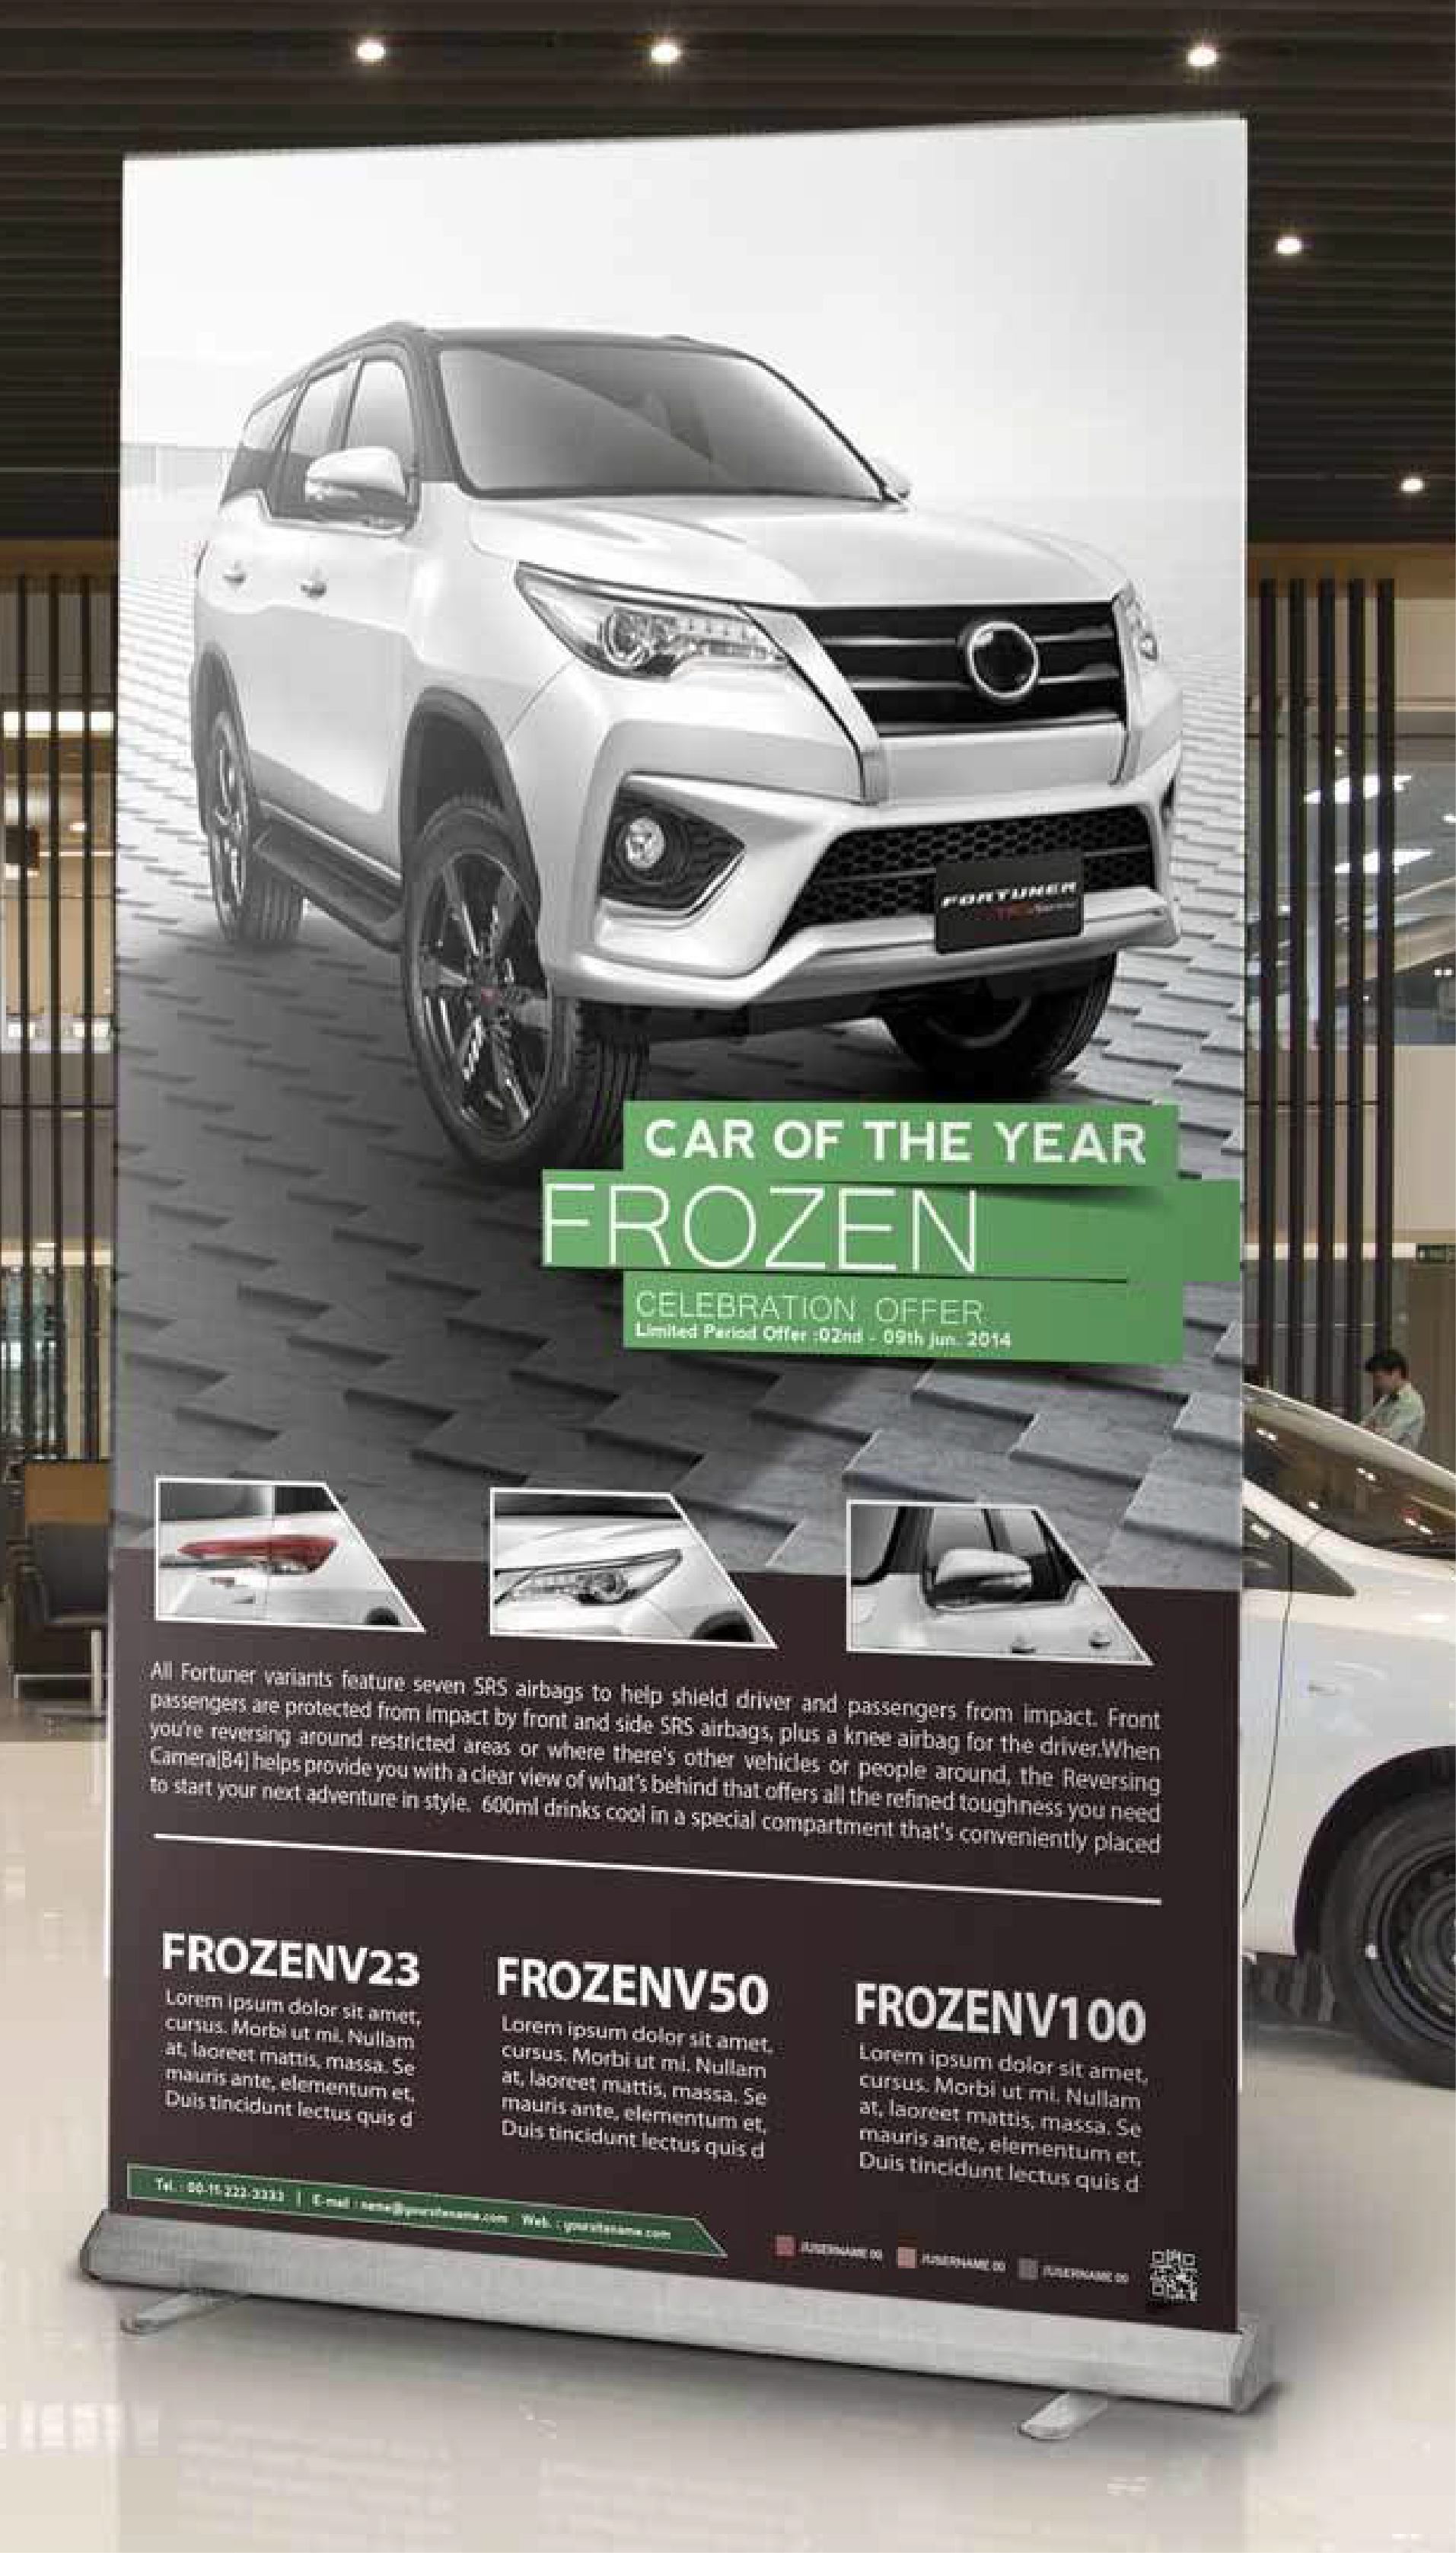 FORTUNER
CAR OF THE YEAR
FROZEN
CELEBRATION OFFER
Limited Period Offer :02nd - 09th Jun. 2014
All Fortuner variants feature seven SRS airbags to help shield driver and passengers from impact. Front
passengers are protected from impact by front and side SRS airbags, plus a knee airbag for the driver.When
you're reversing around restricted areas or where there's other vehicles or people around, the Reversing
Camera[B4] helps provide you with a clear view of what's behind that offers all the refined toughness you need
to start your next adventure in style. 600ml drinks cool in a special compartment that's conveniently placed
FROZENV23
Lorem ipsum dolor sit amet,
cursus. Morbi ut mi. Nullam
at, laoreet mattis, massa. Se
mauris ante, elementum et,
Duis tincidunt lectus quis d
FROZENV50
Lorem ipsum dolor sit amet,
cursus. Morbi ut mi. Nullam
at, laoreet mattis, massa. Se
mauris ante, elementum et,
Duis tincidunt lectus quis d
FROZENV100
Lorem ipsum dolor sit amet,
cursus. Morbi ut mi. Nullam
at, laoreet mattis, massa. Se
mauris ante, elementum et,
Duis tincidunt lectus quis d
Tel. : 00-11-222-3333 | E-mail : name@yoursitename.com Web. : yoursitename.com
/USERNAME 00 /USERNAME 00 /USERNAME 00